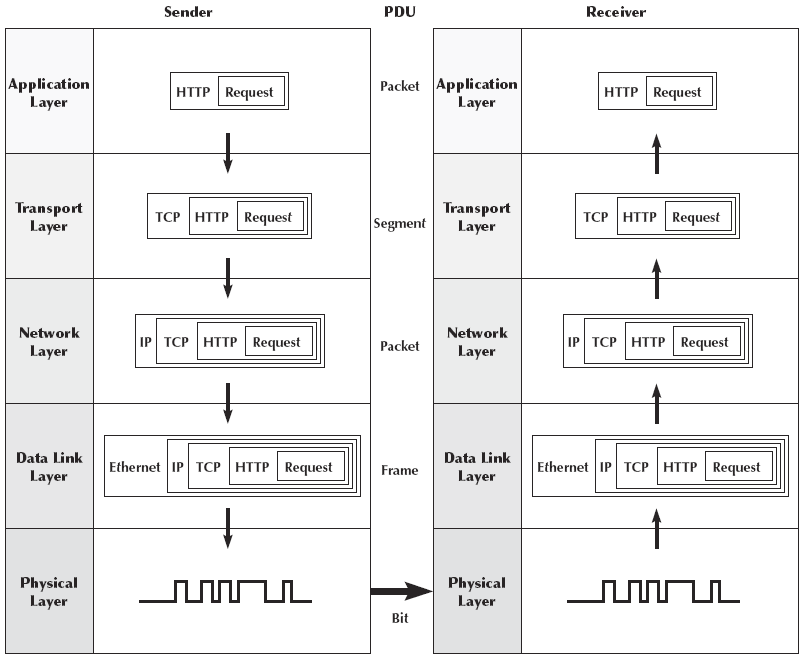 Sender PDU Receiver
Application
Layer
HTTP Request
Packet
Application
Layer
HTTP Request
Transport
Layer
TCP HTTP Request
Segment
Transport
Layer
TCP HTTP Request
Network
Layer
IP TCP HTTP Request
Packet
Network
Layer
IP TCP HTTP Request
Data Link
Layer
Ethernet IP TCP HTTP Request
Frame
Data Link
Layer
Ethernet IP TCP HTTP Request
Physical
Layer
Bit
Physical
Layer